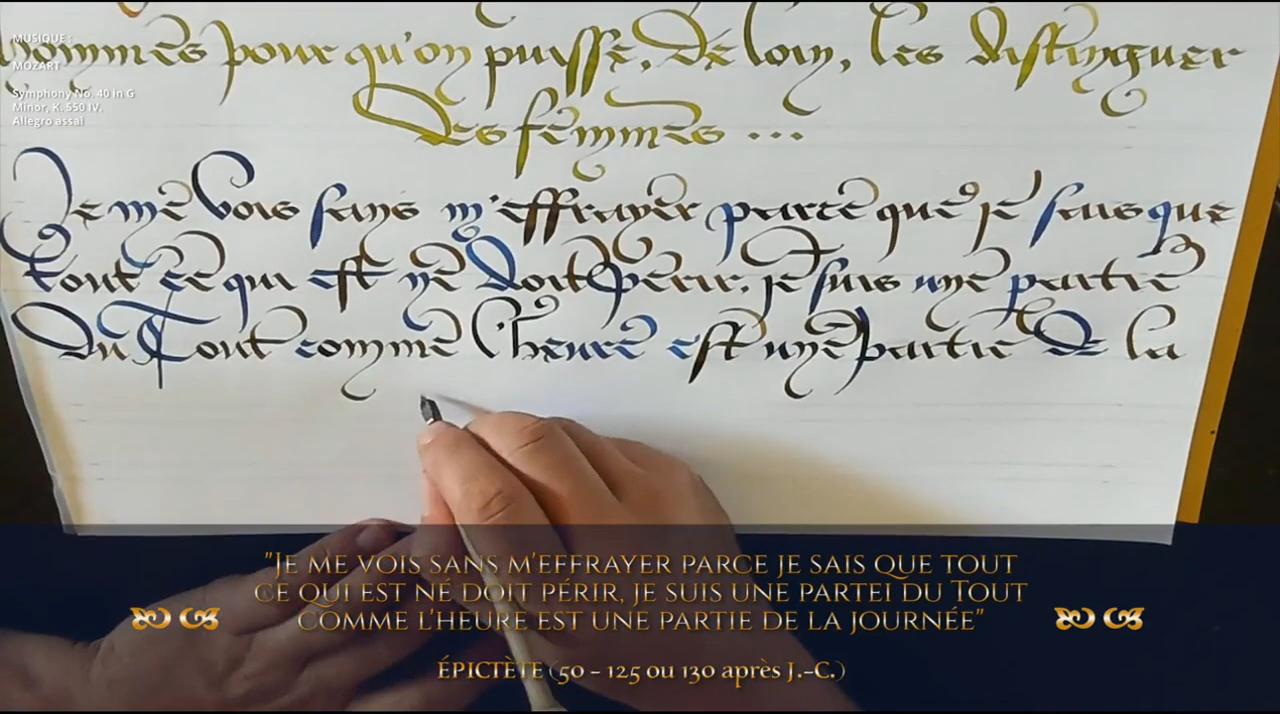 MUSIQUE :
MOZART
Symphony No. 40 in G
Minor, K. 550 IV.
Allegro assai
hommes pour qu'on puisse, de loin, les distinguer
des femmes ...
Je me vois sans m'effrayer parce que je sais que
tout ce qui est né doit périr, je suis une partie
du Tout comme l'heure est une partie de la
"JE ME VOIS SANS M'EFFRAYER PARCE JE SAIS QUE TOUT
CE QUI EST NÉ DOIT PÉRIR, JE SUIS UNE PARTEI DU TOUT
COMME L'HEURE EST UNE PARTIE DE LA JOURNÉE"
ÉPICTÈTE (50 - 125 ou 130 après J.-C.)